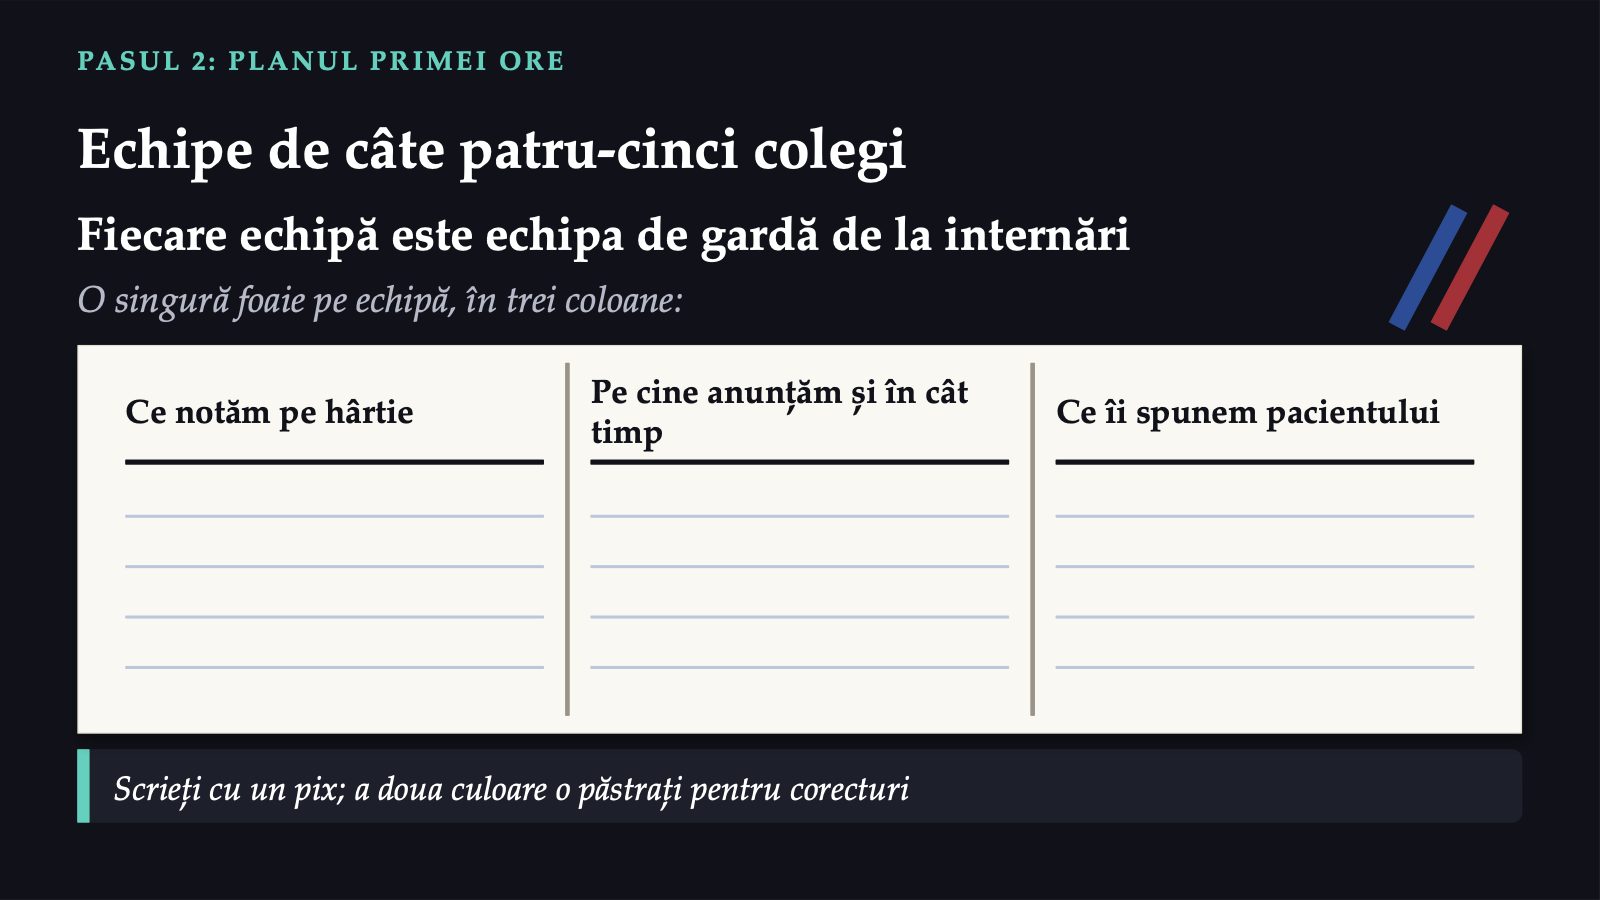 PASUL 2: PLANUL PRIMEI ORE
Echipe de câte patru-cinci colegi
Fiecare echipă este echipa de gardă de la internări
O singură foaie pe echipă, în trei coloane:
Ce notăm pe hârtie
Pe cine anunțăm și în cât
timp
Ce îi spunem pacientului
Scrieți cu un pix; a doua culoare o păstrați pentru corecturi